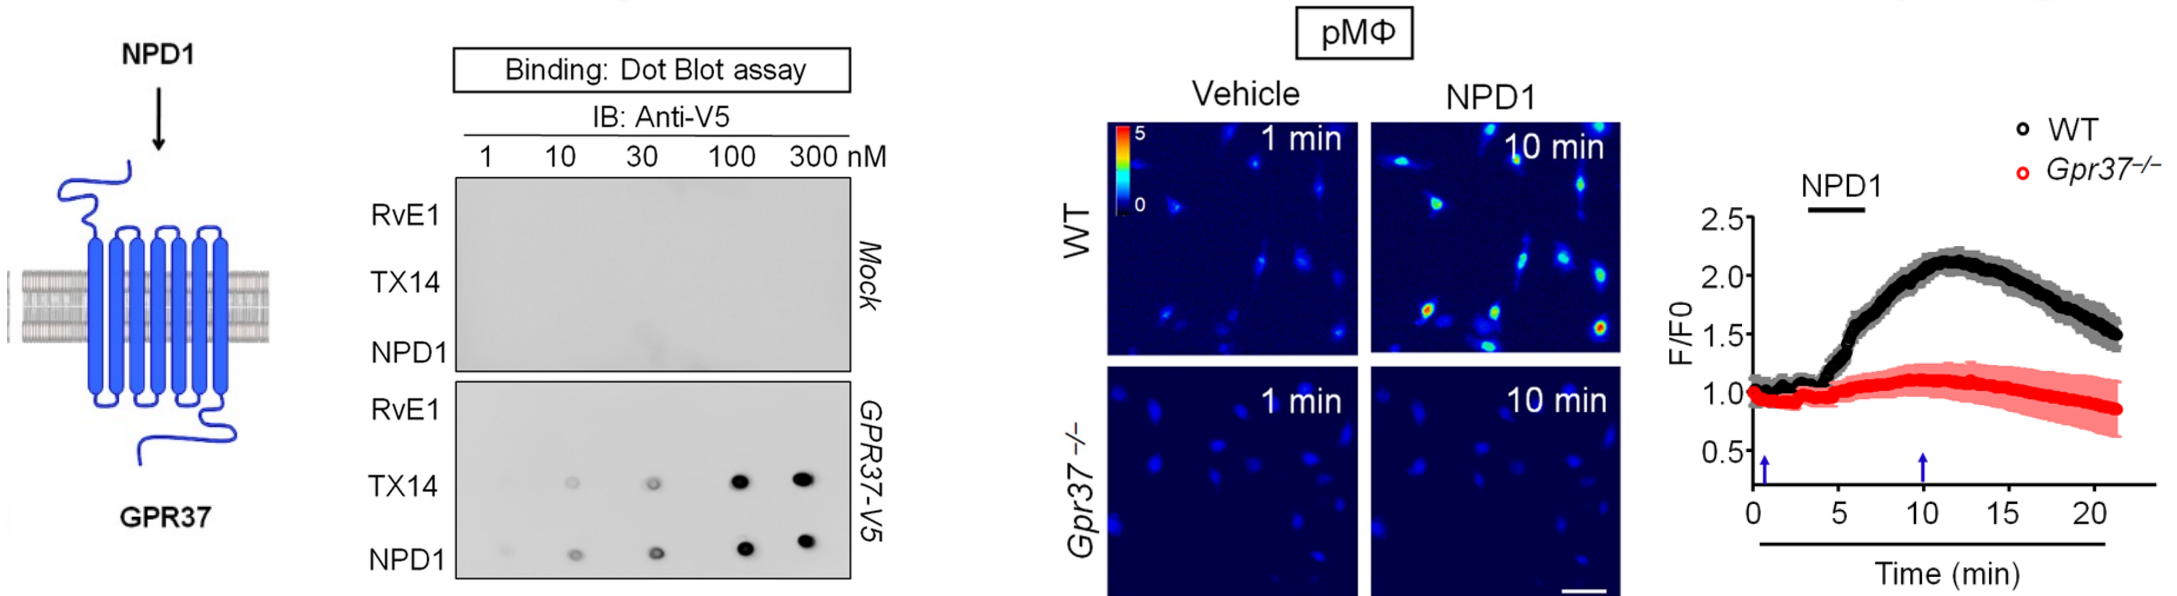 NPD1
GPR37
Binding: Dot Blot assay
IB: Anti-V5
1 10 30 100 300 nM
RvE1
TX14
NPD1
Mock
RvE1
TX14
NPD1
GPR37-V5
pMΦ
Vehicle NPD1
WT
5
0
1 min
10 min
Gpr37 –/–
1 min
10 min
WT
Gpr37–/–
NPD1
F/F0
2.5
2.0
1.5
1.0
0.5
0 5 10 15 20
Time (min)